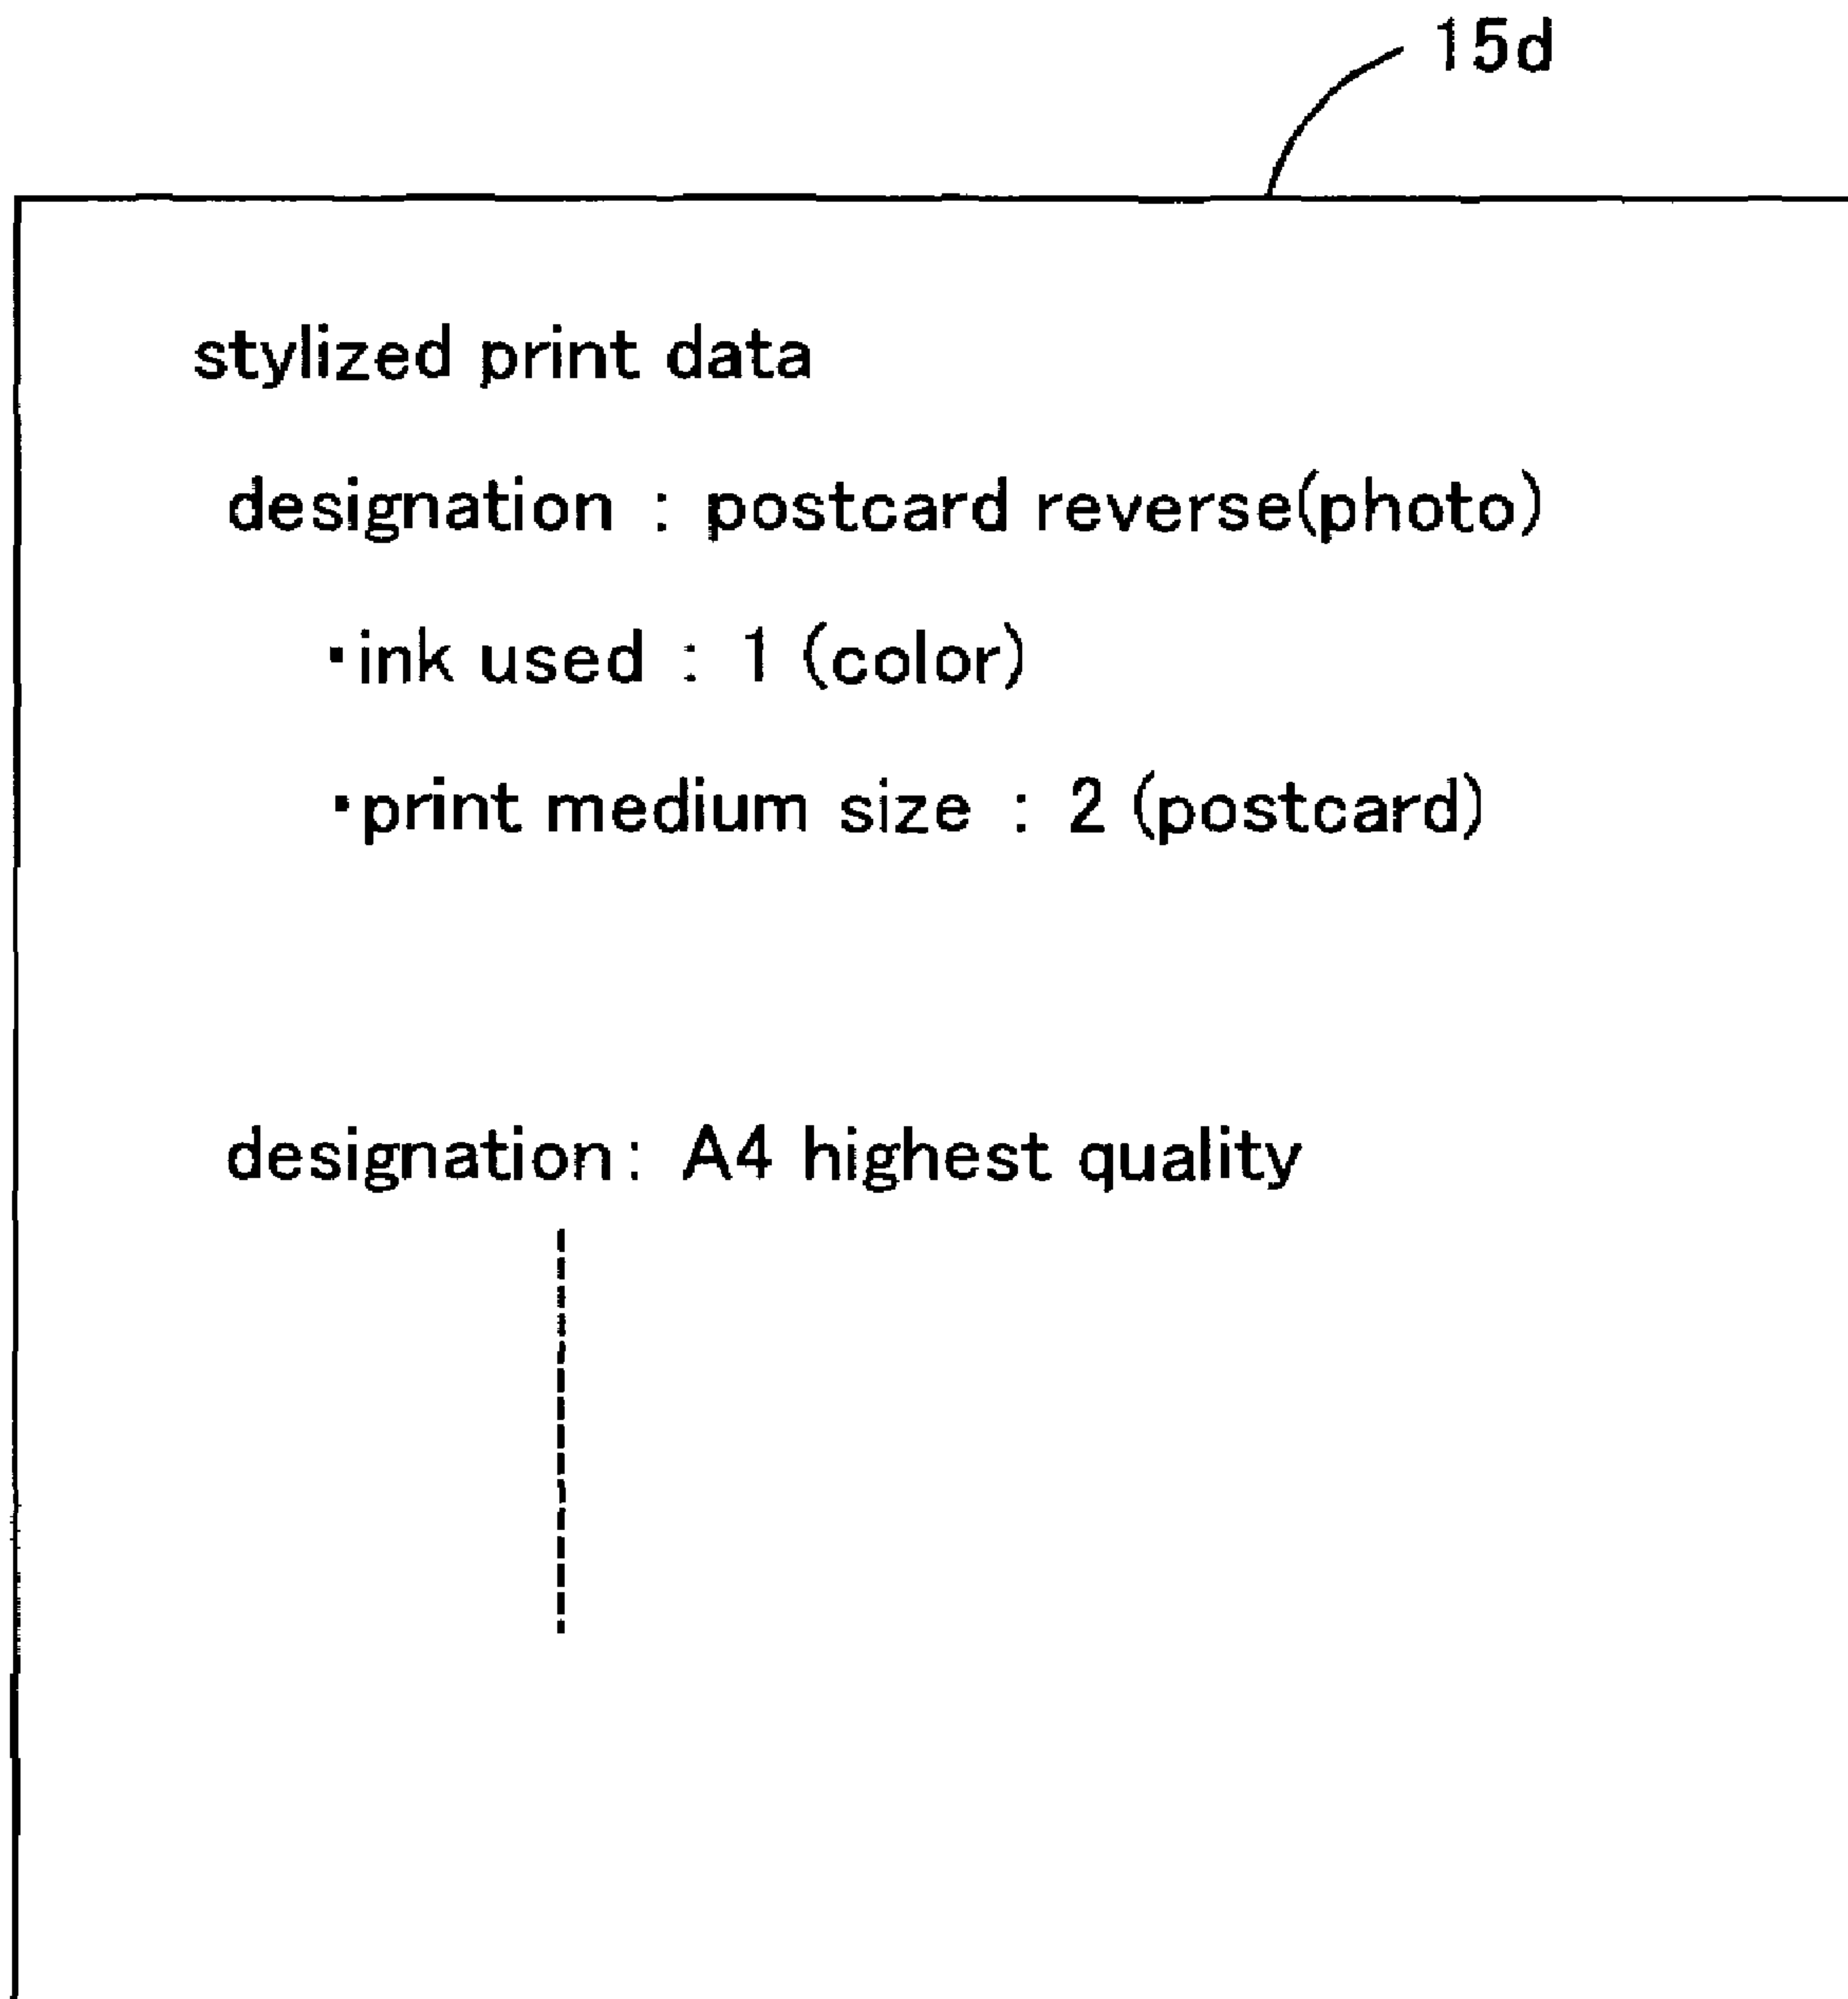 15d
stylized print data
designation : postcard reverse(photo)
・ink used : 1 (color)
・print medium size : 2 (postcard)
designation: A4 highest quality